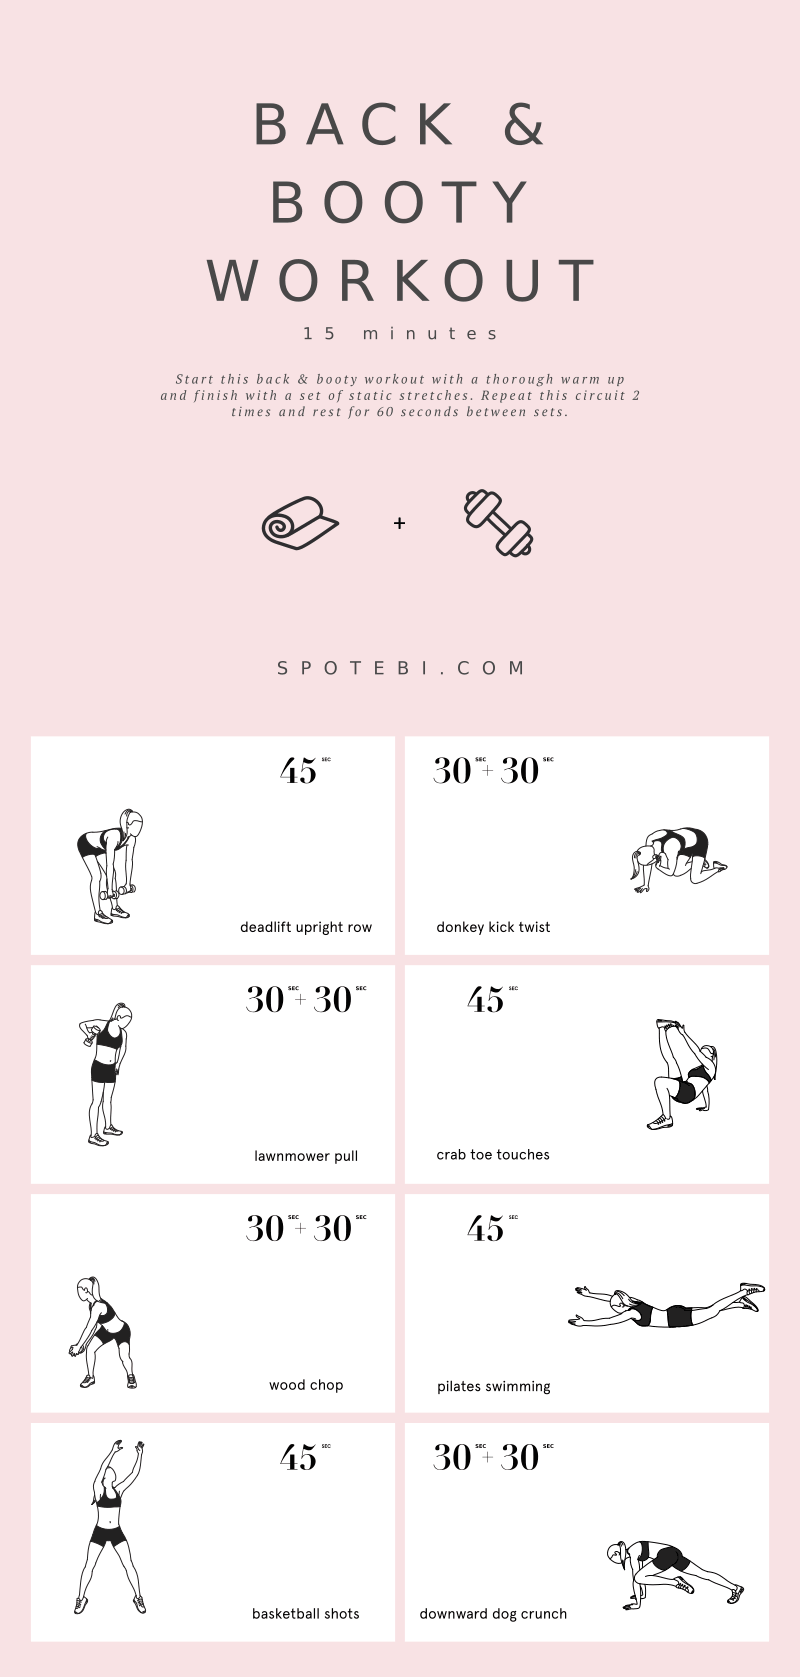 BACK &
BOOTY
WORKOUT
15 minutes
Start this back & booty workout with a thorough warm up
and finish with a set of static stretches. Repeat this circuit 2
times and rest for 60 seconds between sets.
+
SPOTEBI.COM
45 SEC
deadlift upright row
30 SEC + 30 SEC
donkey kick twist
30 SEC + 30 SEC
lawnmower pull
45 SEC
crab toe touches
30 SEC + 30 SEC
wood chop
45 SEC
pilates swimming
45 SEC
basketball shots
30 SEC + 30 SEC
downward dog crunch